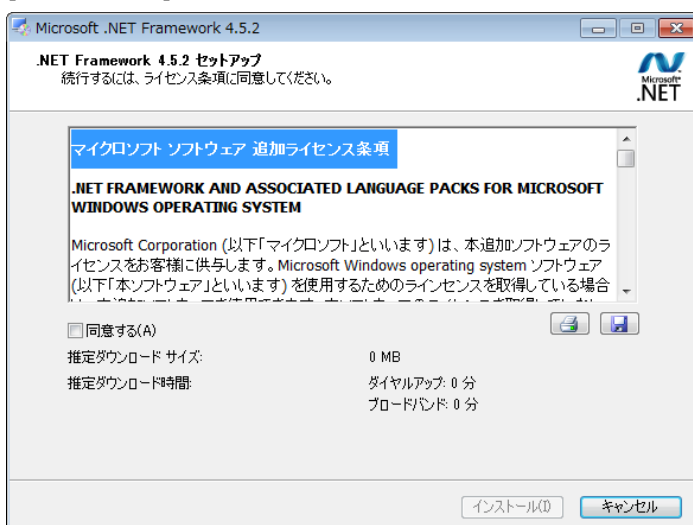 Microsoft .NET Framework 4.5.2
.NET Framework 4.5.2 セットアップ
続行するには、ライセンス条項に同意してください。
Microsoft
.NET
マイクロソフト ソフトウェア 追加ライセンス条項
.NET FRAMEWORK AND ASSOCIATED LANGUAGE PACKS FOR MICROSOFT
WINDOWS OPERATING SYSTEM
Microsoft Corporation (以下「マイクロソフト」といいます) は、本追加ソフトウェアのラ
イセンスをお客様に供与します。Microsoft Windows operating system ソフトウェア
(以下「本ソフトウェア」といいます) を使用するためのラインセンスを取得している場合
同意する(A)
推定ダウンロード サイズ: 0 MB
推定ダウンロード時間: ダイヤルアップ: 0 分
ブロードバンド: 0 分
インストール(I) キャンセル